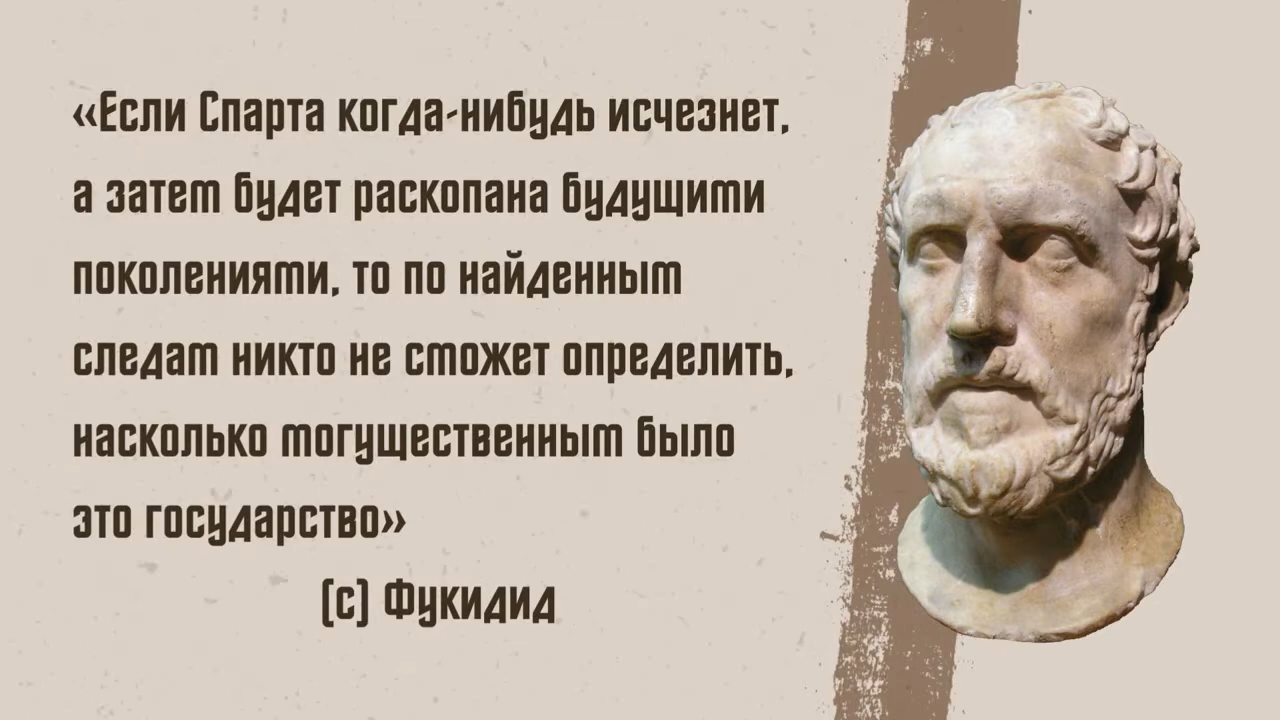 «Если Спарта когда-нибудь исчезнет,
а затем будет раскопана будущими
поколениями, то по найденным
следам никто не сможет определить,
насколько могущественным было
это государство»
(с) Фукидид